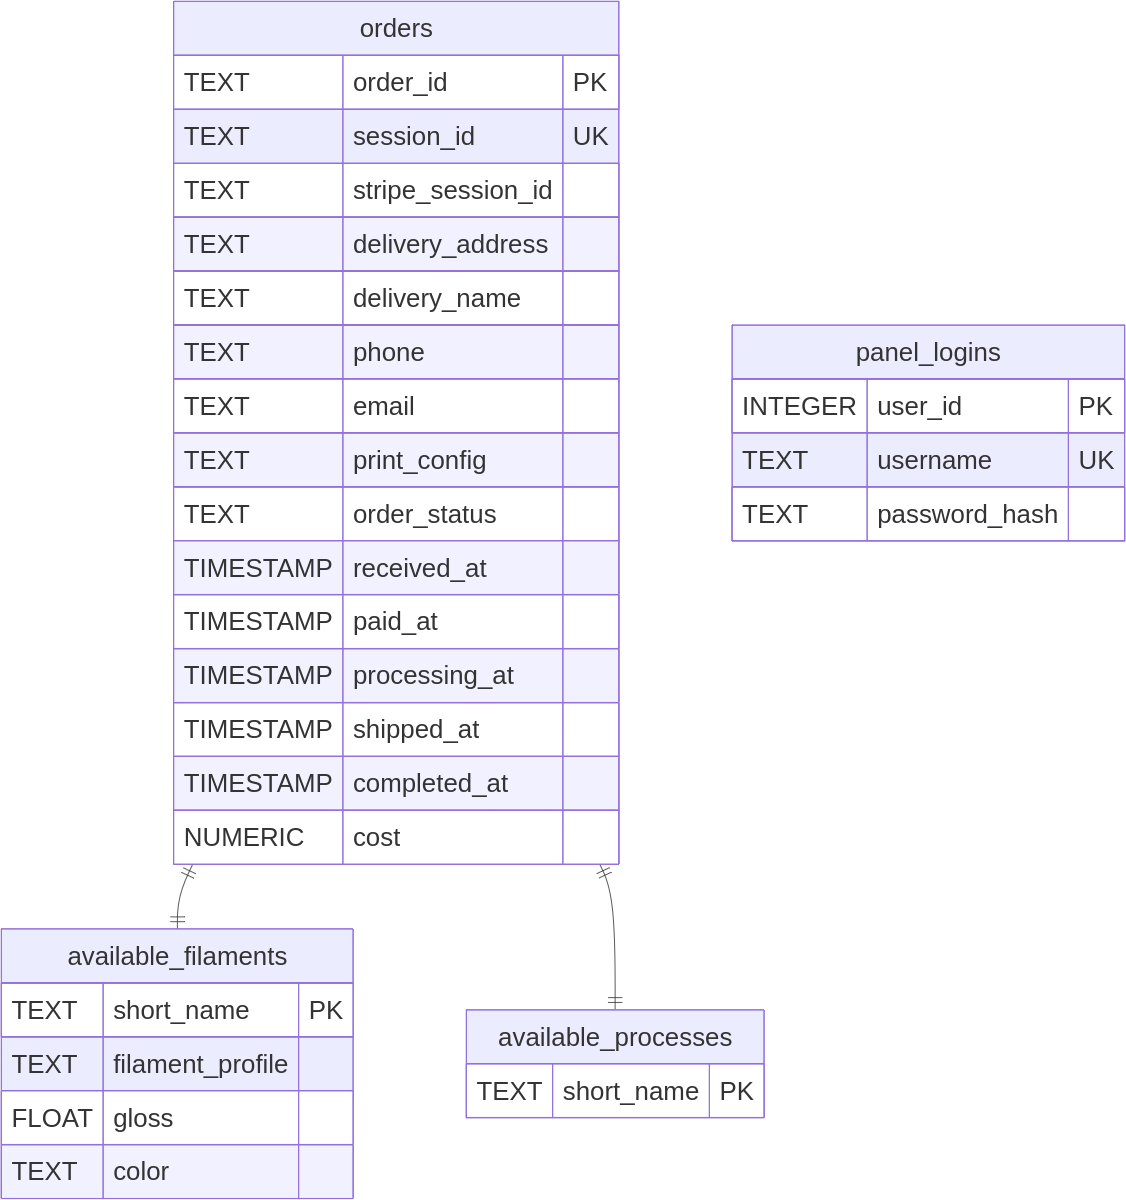 orders
TEXT order_id PK
TEXT session_id UK
TEXT stripe_session_id
TEXT delivery_address
TEXT delivery_name
TEXT phone
TEXT email
TEXT print_config
TEXT order_status
TIMESTAMP received_at
TIMESTAMP paid_at
TIMESTAMP processing_at
TIMESTAMP shipped_at
TIMESTAMP completed_at
NUMERIC cost
panel_logins
INTEGER user_id PK
TEXT username UK
TEXT password_hash
available_filaments
TEXT short_name PK
TEXT filament_profile
FLOAT gloss
TEXT color
available_processes
TEXT short_name PK